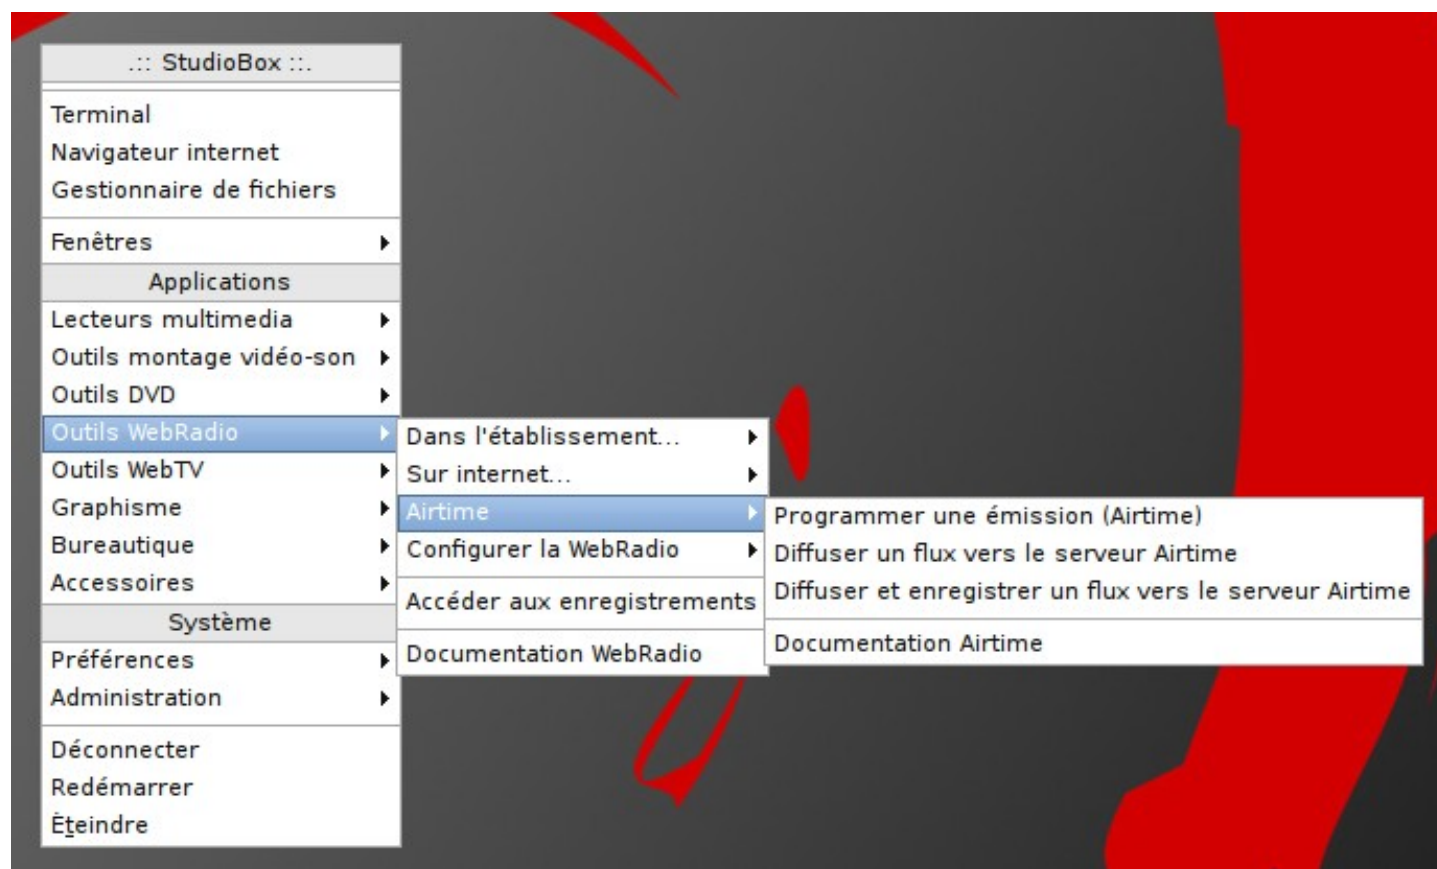 .:: StudioBox ::.
Terminal
Navigateur internet
Gestionnaire de fichiers
Fenêtres
Applications
Lecteurs multimedia
Outils montage vidéo-son
Outils DVD
Outils WebRadio
Outils WebTV
Graphisme
Bureautique
Accessoires
Système
Préférences
Administration
Déconnecter
Redémarrer
Éteindre
Dans l'établissement...
Sur internet...
Airtime
Configurer la WebRadio
Accéder aux enregistrements
Documentation WebRadio
Programmer une émission (Airtime)
Diffuser un flux vers le serveur Airtime
Diffuser et enregistrer un flux vers le serveur Airtime
Documentation Airtime